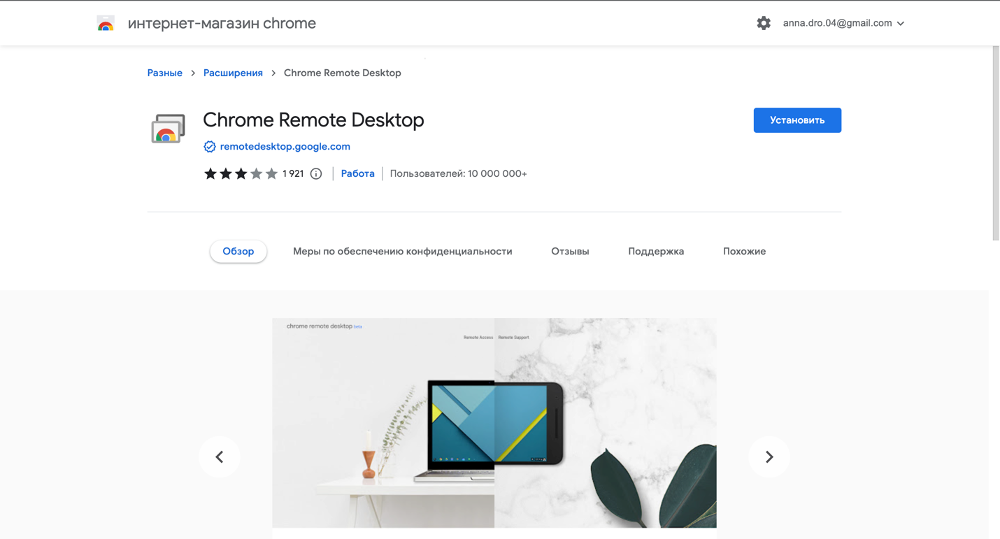 интернет-магазин chrome
anna.dro.04@gmail.com
Разные > Расширения > Chrome Remote Desktop
Chrome Remote Desktop
Установить
remotedesktop.google.com
1 921
Работа
Пользователей: 10 000 000+
Обзор
Меры по обеспечению конфиденциальности
Отзывы
Поддержка
Похожие
chrome remote desktop beta
Remote Access
Remote Support